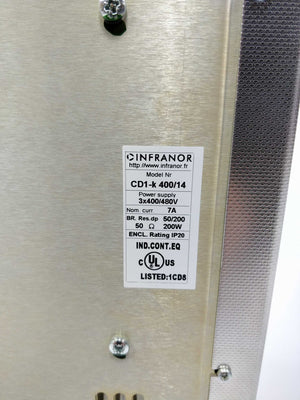 INFRANOR
http://www.infranor.fr
Model Nr
CD1-k 400/14
Power supply
3x400/480V
Nom. curr 7A
BR. Res.dp 50/200
50 Ω 200W
ENCL. Rating IP20
IND.CONT.EQ
C UL US
LISTED:1CD8